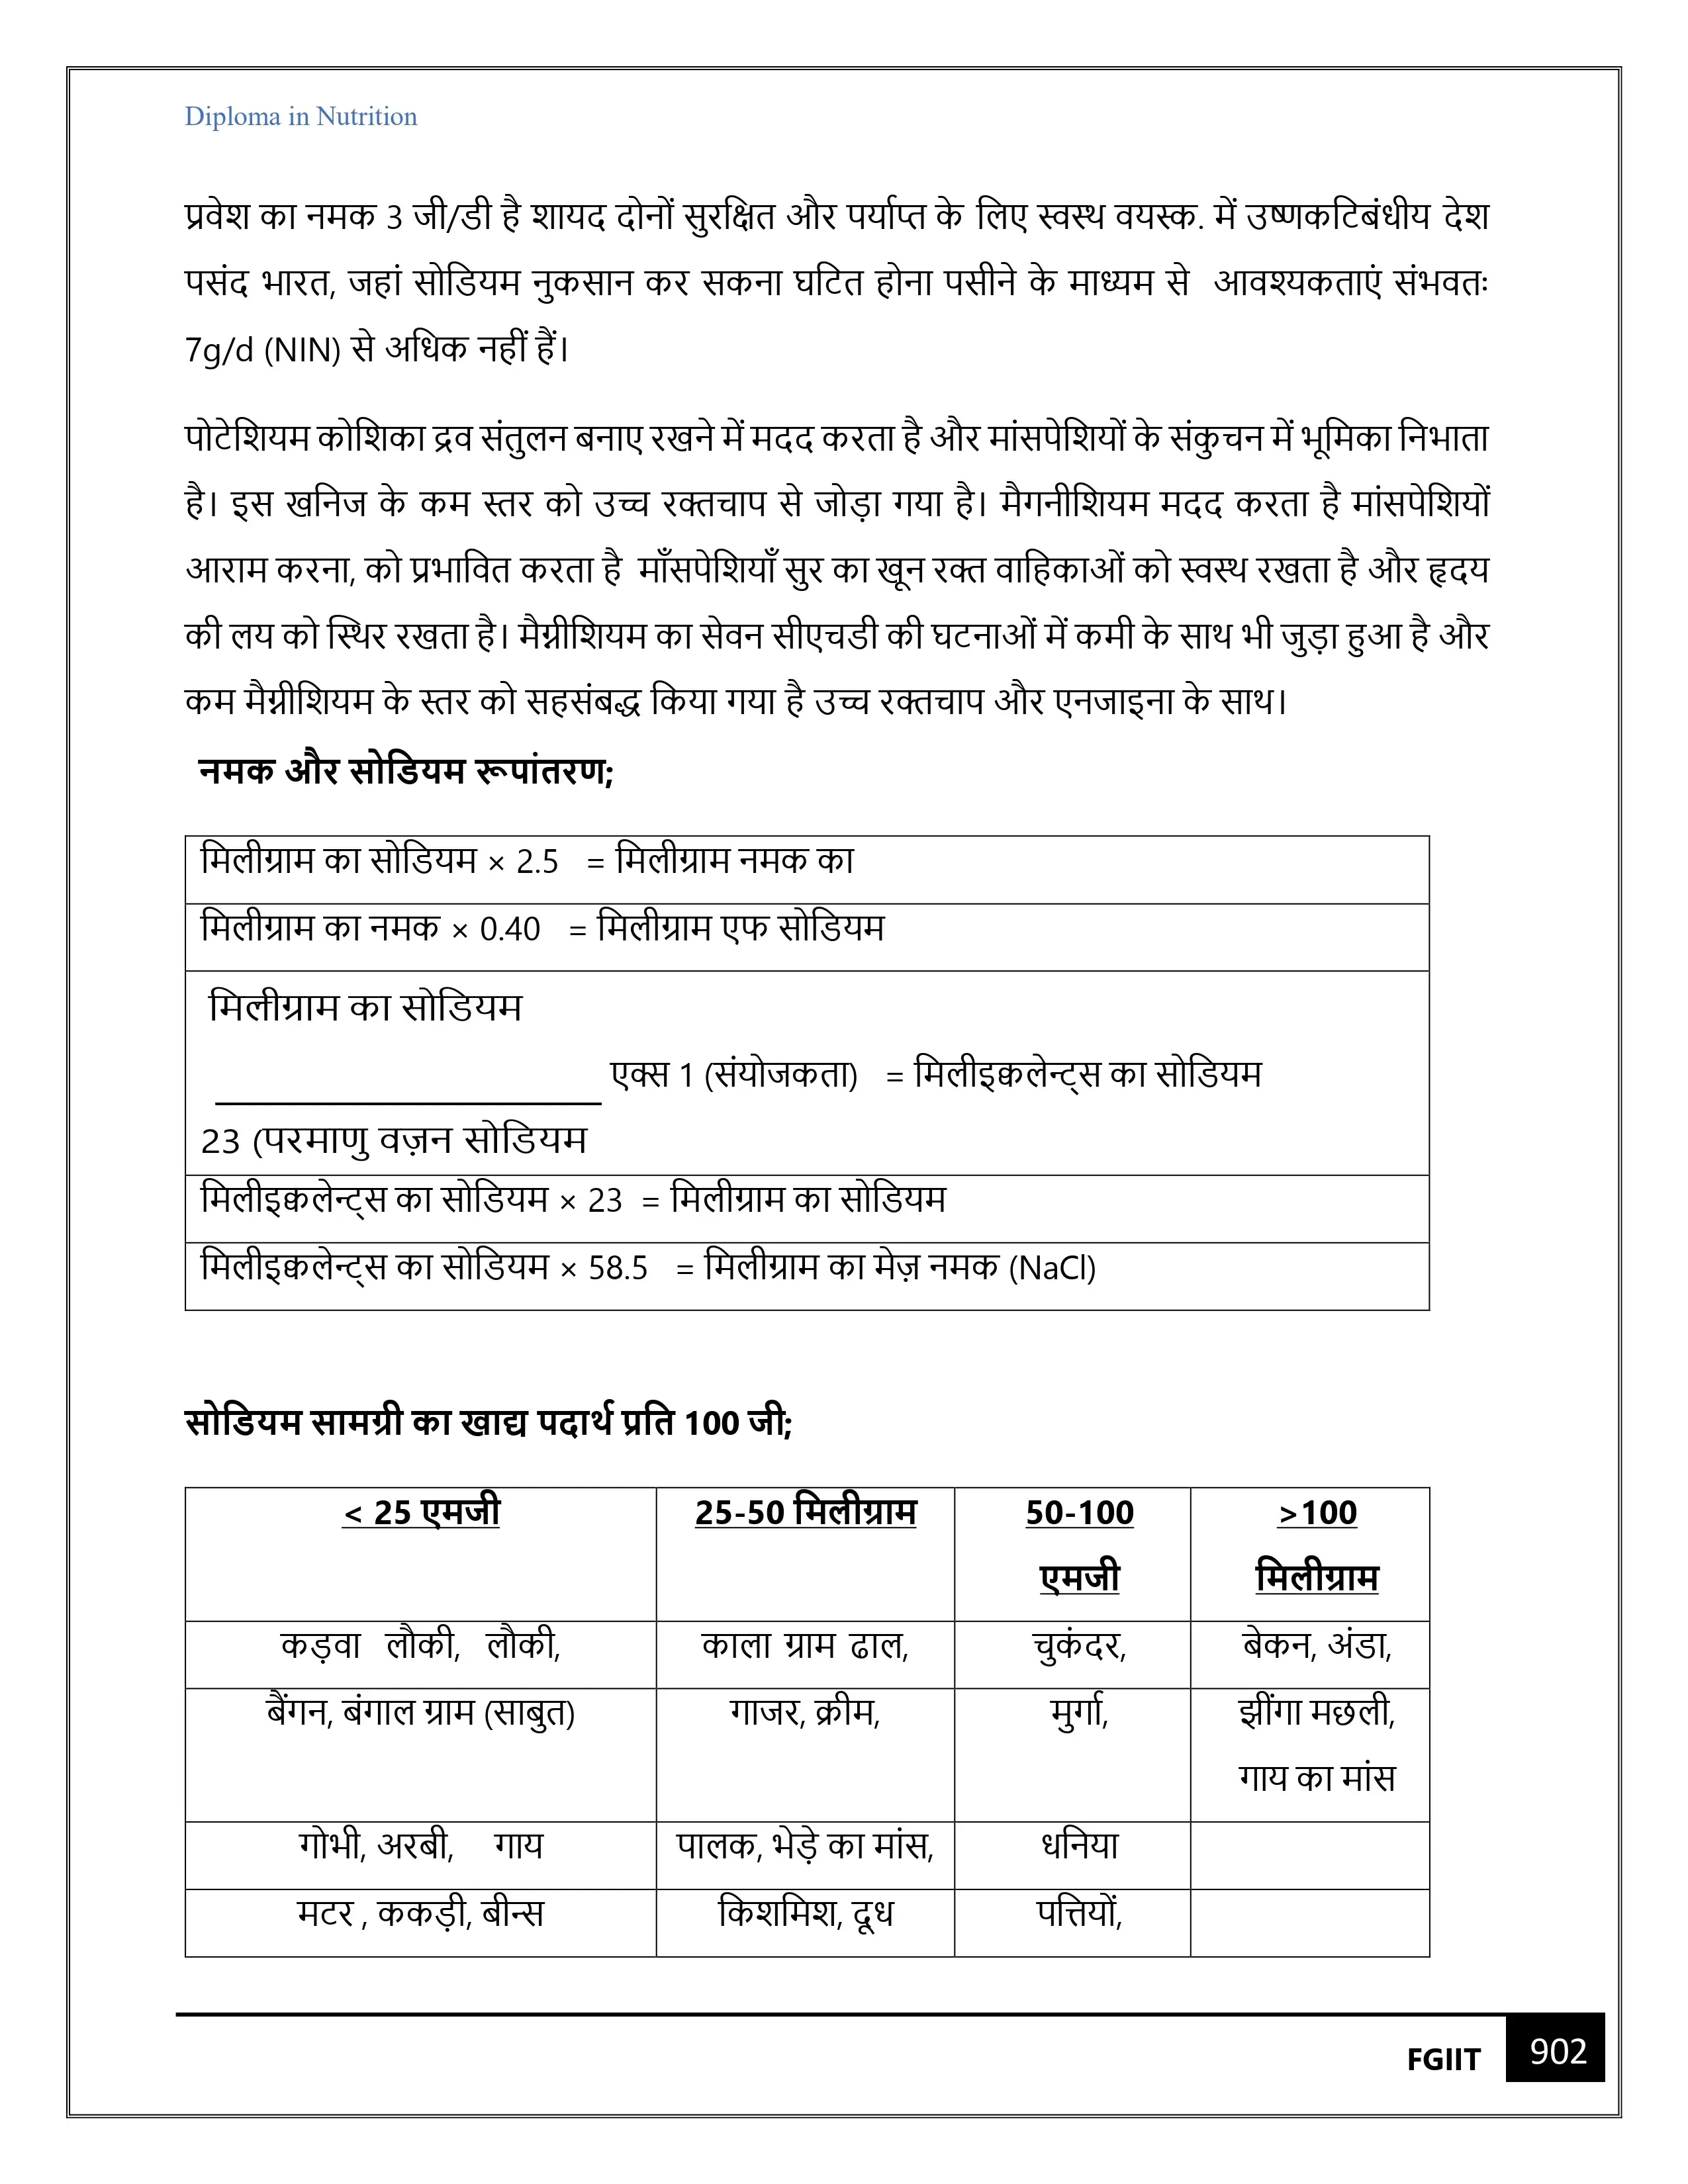 Diploma in Nutrition
प्रवेश का नमक 3 जी/डी है शायद दोनों सुरक्षित और पर्याप्त के लिए स्वस्थ वयस्क. में उष्णकटिबंधीय देश
पसंद भारत, जहां सोडियम नुकसान कर सकना घटित होना पसीने के माध्यम से आवश्यकताएं संभवतः
7g/d (NIN) से अधिक नहीं हैं।
पोटेशियम कोशिका द्रव संतुलन बनाए रखने में मदद करता है और मांसपेशियों के संकुचन में भूमिका निभाता
है। इस खनिज के कम स्तर को उच्च रक्तचाप से जोड़ा गया है। मैगनीशियम मदद करता है मांसपेशियों
आराम करना, को प्रभावित करता है माँसपेशियाँ सुर का खून रक्त वाहिकाओं को स्वस्थ रखता है और हृदय
की लय को स्थिर रखता है। मैग्नीशियम का सेवन सीएचडी की घटनाओं में कमी के साथ भी जुड़ा हुआ है और
कम मैग्नीशियम के स्तर को सहसंबद्ध किया गया है उच्च रक्तचाप और एनजाइना के साथ।
नमक और सोडियम रूपांतरण;
मिलीग्राम का सोडियम × 2.5 = मिलीग्राम नमक का
मिलीग्राम का नमक × 0.40 = मिलीग्राम एफ सोडियम
मिलीग्राम का सोडियम
एक्स 1 (संयोजकता) = मिलीइक्वलेन्ट्स का सोडियम
23 (परमाणु वज़न सोडियम
मिलीइक्वलेन्ट्स का सोडियम × 23 = मिलीग्राम का सोडियम
मिलीइक्वलेन्ट्स का सोडियम × 58.5 = मिलीग्राम का मेज़ नमक (NaCl)
सोडियम सामग्री का खाद्य पदार्थ प्रति 100 जी;
< 25 एमजी 25-50 मिलीग्राम 50-100 >100
एमजी मिलीग्राम
कड़वा लौकी, लौकी, काला ग्राम ढाल, चुकंदर, बेकन, अंडा,
बैंगन, बंगाल ग्राम (साबुत) गाजर, क्रीम, मुर्गा, झींगा मछली,
गाय का मांस
गोभी, अरबी, गाय पालक, भेड़े का मांस, धनिया
मटर , ककड़ी, बीन्स किशमिश, दूध पत्तियों,
FGIIT 902